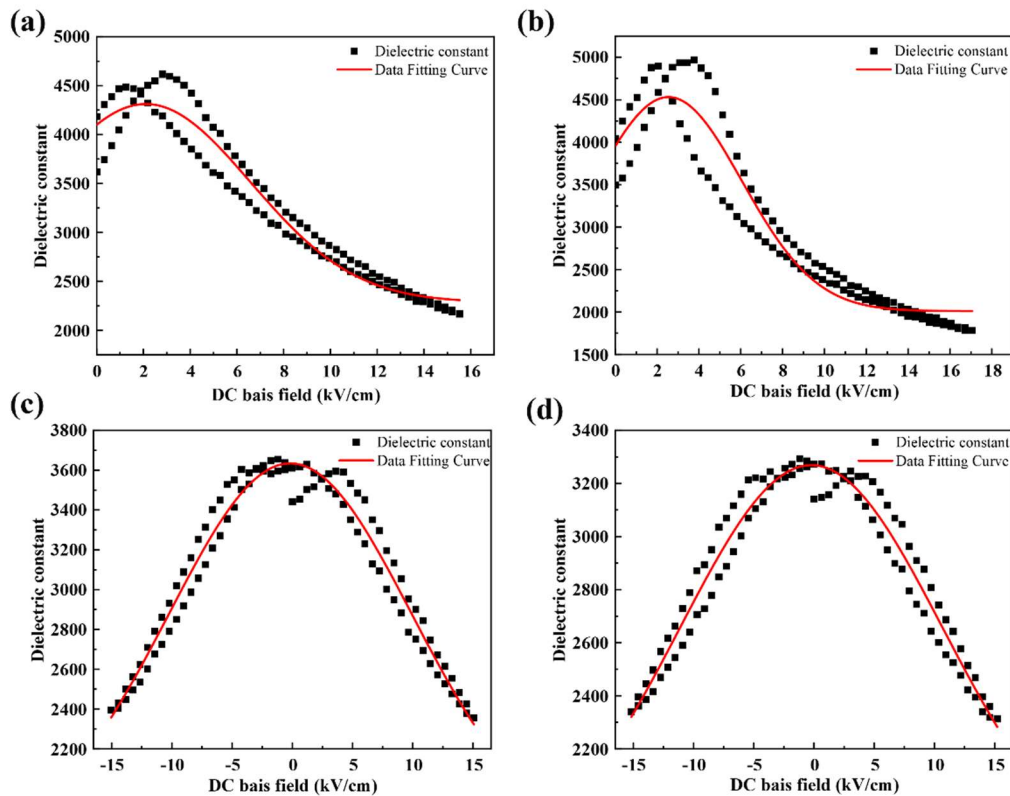 (a)
Dielectric constant
Data Fitting Curve
5000
4500
4000
3500
3000
2500
2000
Dielectric constant
0 2 4 6 8 10 12 14 16
DC bais field (kV/cm)
(b)
Dielectric constant
Data Fitting Curve
5000
4500
4000
3500
3000
2500
2000
1500
Dielectric constant
0 2 4 6 8 10 12 14 16 18
DC bais field (kV/cm)
(c)
Dielectric constant
Data Fitting Curve
3800
3600
3400
3200
3000
2800
2600
2400
2200
Dielectric constant
-15 -10 -5 0 5 10 15
DC bais field (kV/cm)
(d)
Dielectric constant
Data Fitting Curve
3400
3200
3000
2800
2600
2400
2200
Dielectric constant
-15 -10 -5 0 5 10 15
DC bais field (kV/cm)